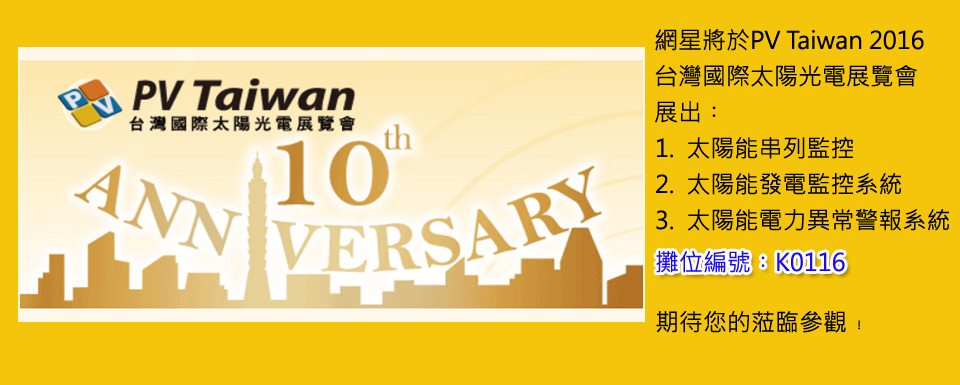 PV
PV Taiwan
台灣國際太陽光電展覽會
10th
ANNIVERSARY
網星將於PV Taiwan 2016
台灣國際太陽光電展覽會
展出：
1. 太陽能串列監控
2. 太陽能發電監控系統
3. 太陽能電力異常警報系統
攤位編號：K0116
期待您的蒞臨參觀！